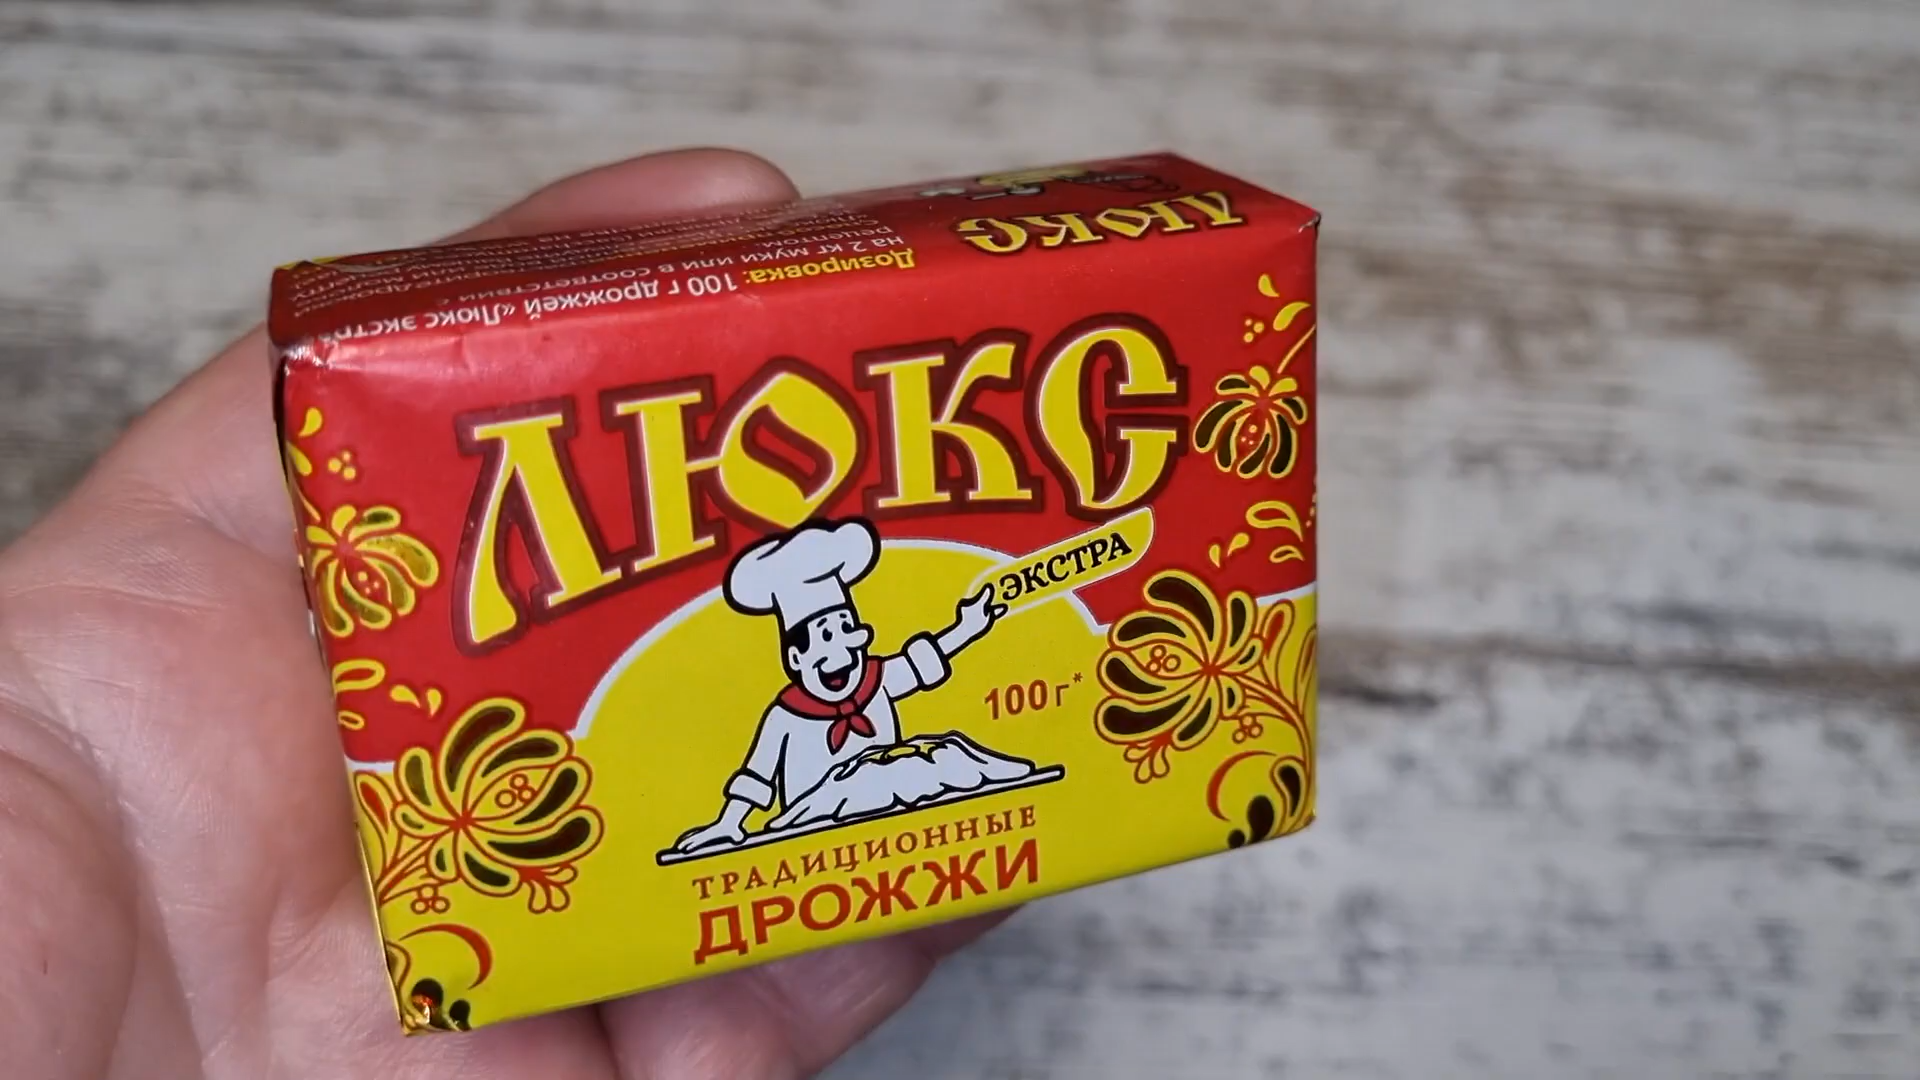 ЛЮКС
Дозировка: 100 г дрожжей «Люкс экстра
на 2 кг муки или в соответствии с
рецептом.
ЛЮКС
ЭКСТРА
100г*
ТРАДИЦИОННЫЕ
ДРОЖЖИ